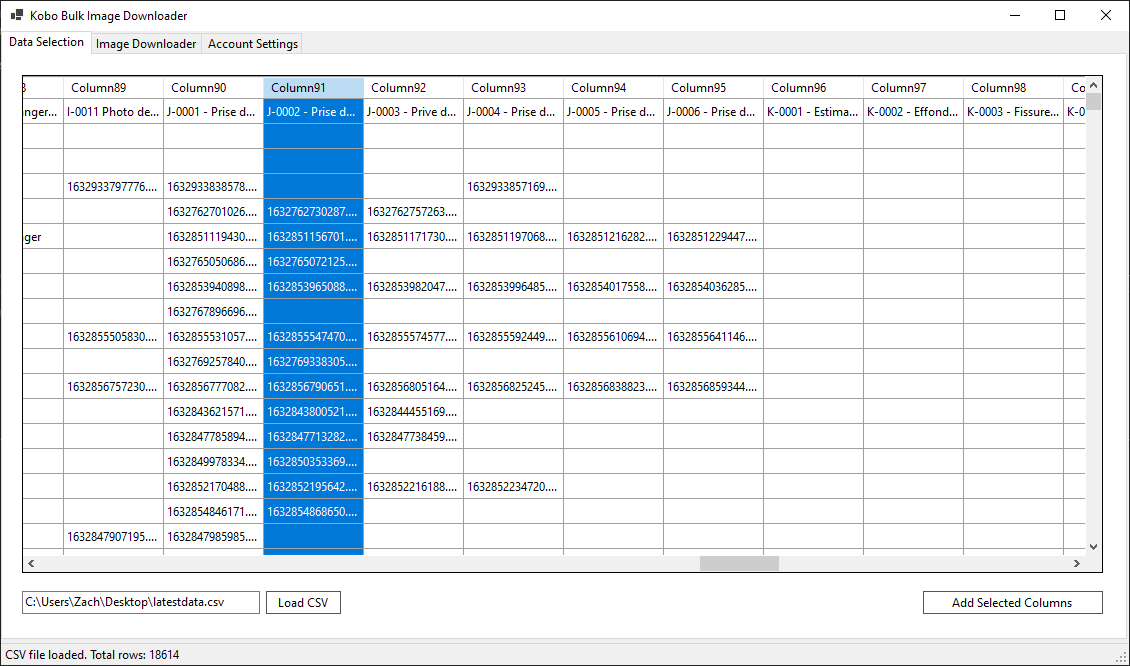 Kobo Bulk Image Downloader
Data Selection Image Downloader Account Settings
Column89 Column90 Column91 Column92 Column93 Column94 Column95 Column96 Column97 Column98
nger... I-0011 Photo de... J-0001 - Prise d... J-0002 - Prise d... J-0003 - Prive d... J-0004 - Prise d... J-0005 - Prise d... J-0006 - Prise d... K-0001 - Estima... K-0002 - Effond... K-0003 - Fissure...
1632933797776.... 1632933838578.... 1632933857169....
1632762701026.... 1632762730287.... 1632762757263....
ger 1632851119430.... 1632851156701.... 1632851171730.... 1632851197068.... 1632851216282.... 1632851229447....
1632765050686.... 1632765072125....
1632853940898.... 1632853965088.... 1632853982047.... 1632853996485.... 1632854017558.... 1632854036285....
1632767896696....
1632855505830.... 1632855531057.... 1632855547470.... 1632855574577.... 1632855592449.... 1632855610694.... 1632855641146....
1632769257840.... 1632769338305....
1632856757230.... 1632856777082.... 1632856790651.... 1632856805164.... 1632856825245.... 1632856838823.... 1632856859344....
1632843621571.... 1632843800521.... 1632844455169....
1632847785894.... 1632847713282.... 1632847738459....
1632849978334.... 1632850353369....
1632852170488.... 1632852195642.... 1632852216188.... 1632852234720....
1632854846171.... 1632854868650....
1632847907195.... 1632847985985....
C:\Users\Zach\Desktop\latestdata.csv Load CSV Add Selected Columns
CSV file loaded. Total rows: 18614